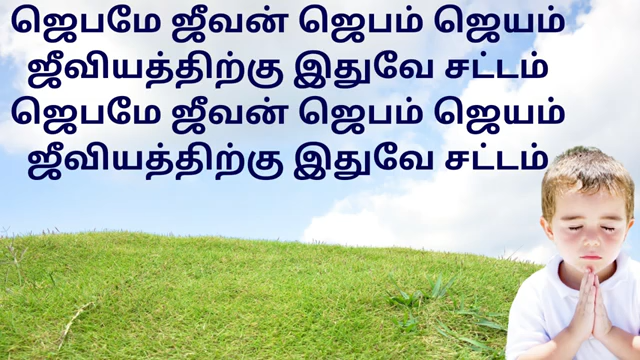 ஜெபமே ஜீவன் ஜெபம் ஜெயம்
ஜீவியத்திற்கு இதுவே சட்டம்
ஜெபமே ஜீவன் ஜெபம் ஜெயம்
ஜீவியத்திற்கு இதுவே சட்டம்